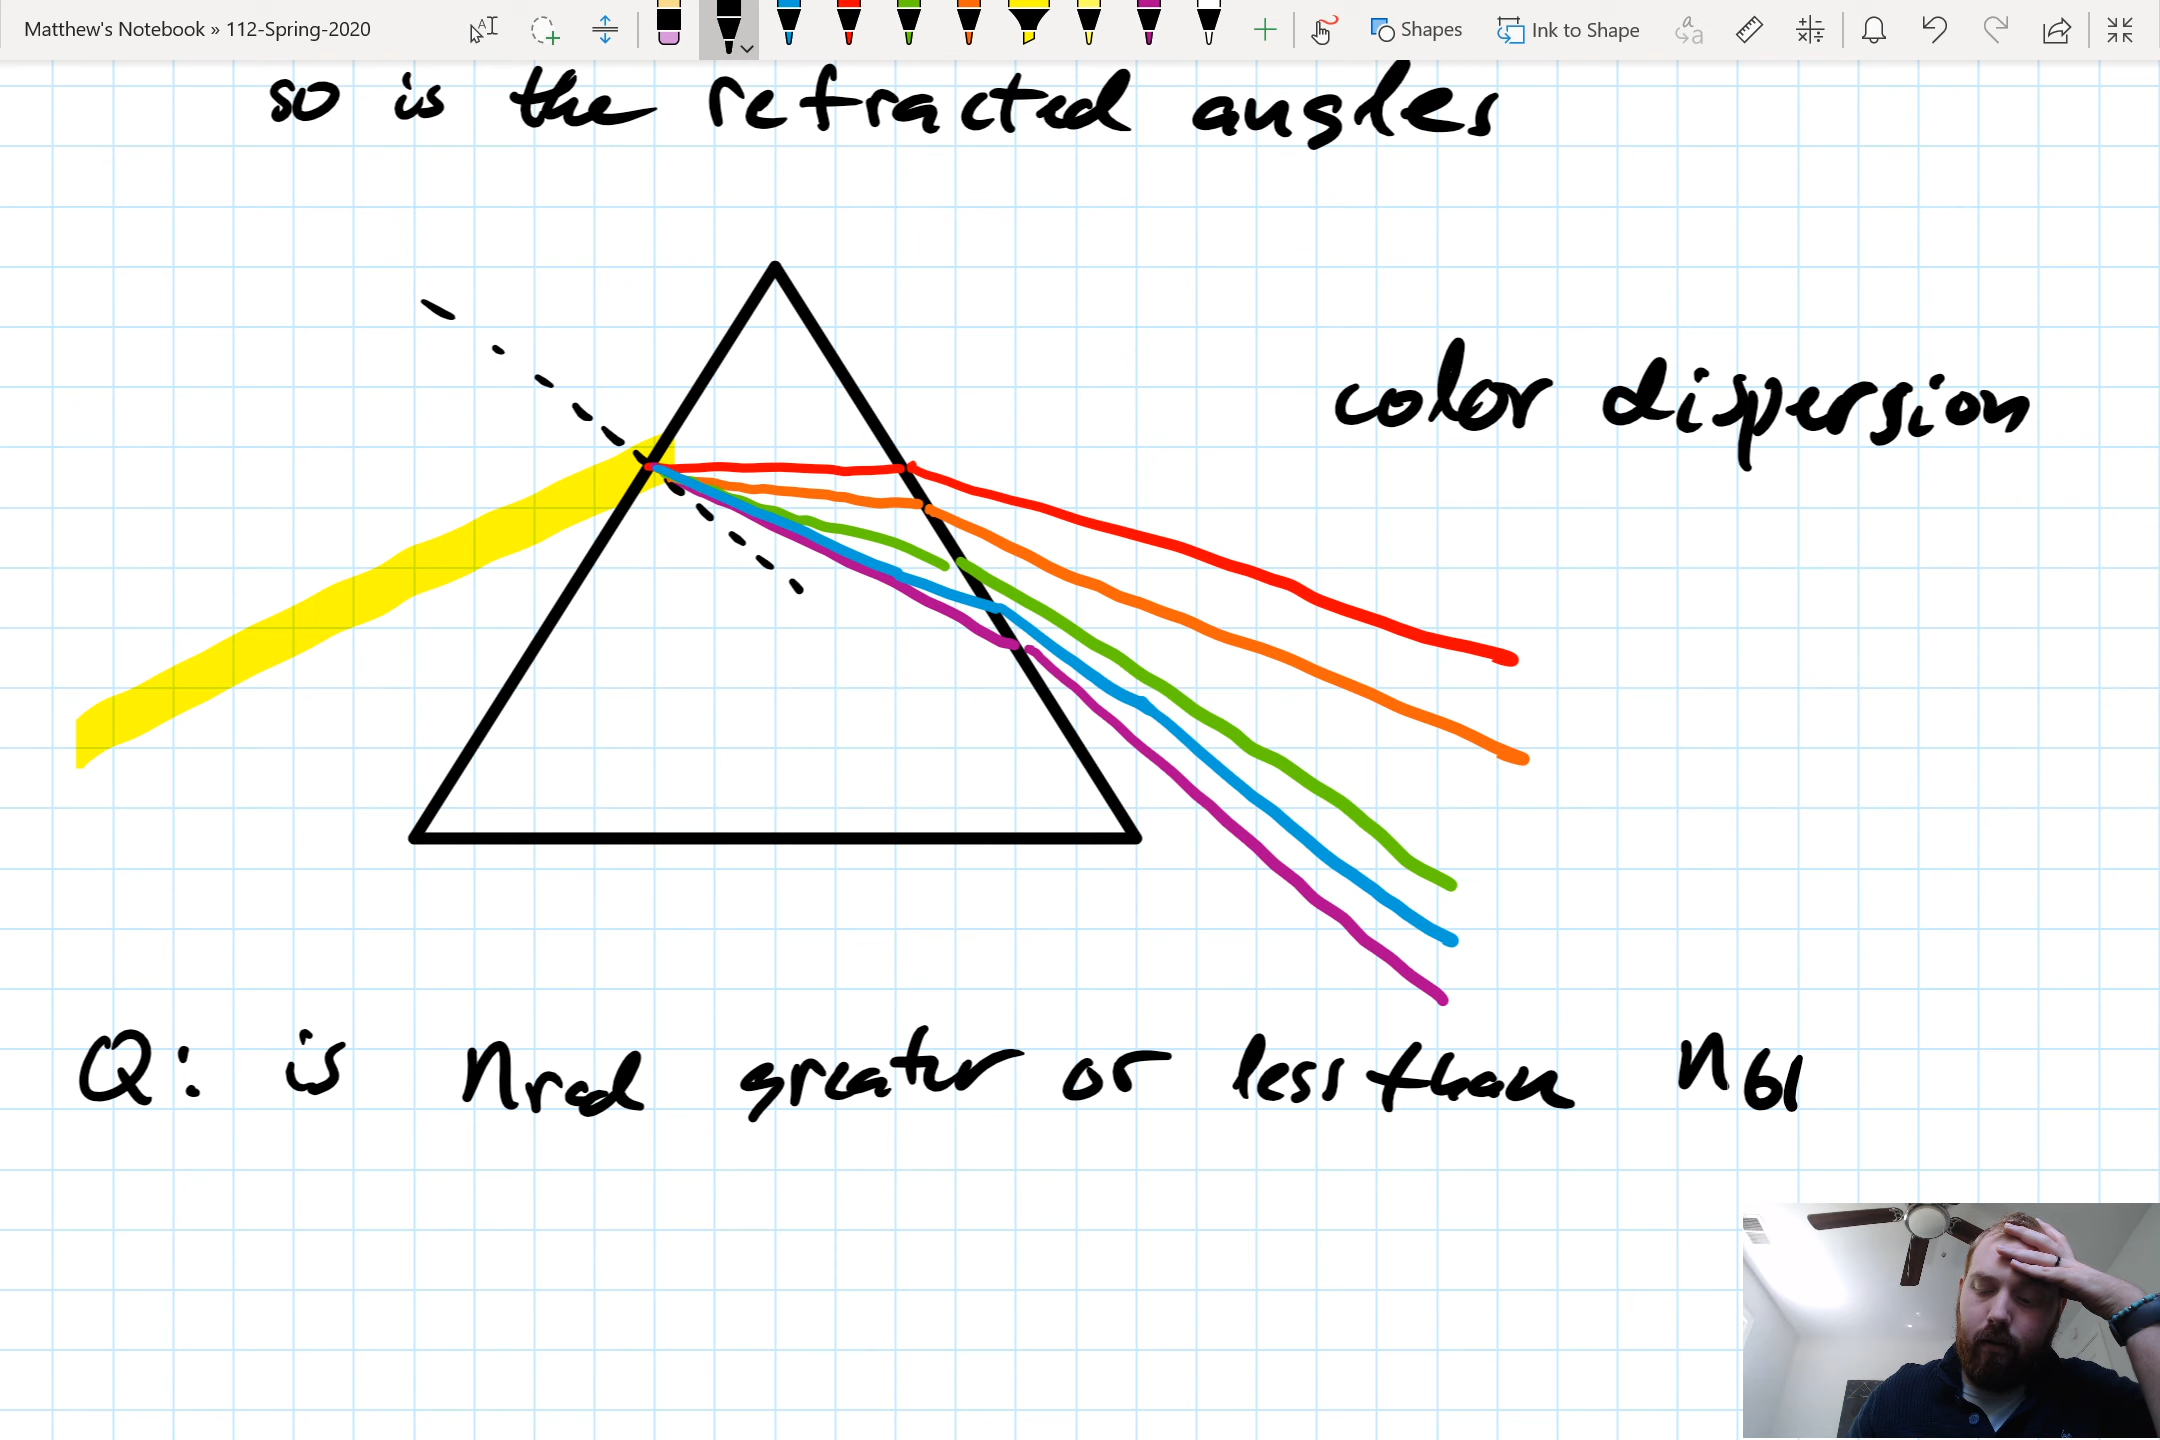 Matthew's Notebook » 112-Spring-2020
Shapes
Ink to Shape
so is the refracted angles
color dispersion
Q: is nred greater or less than nbl